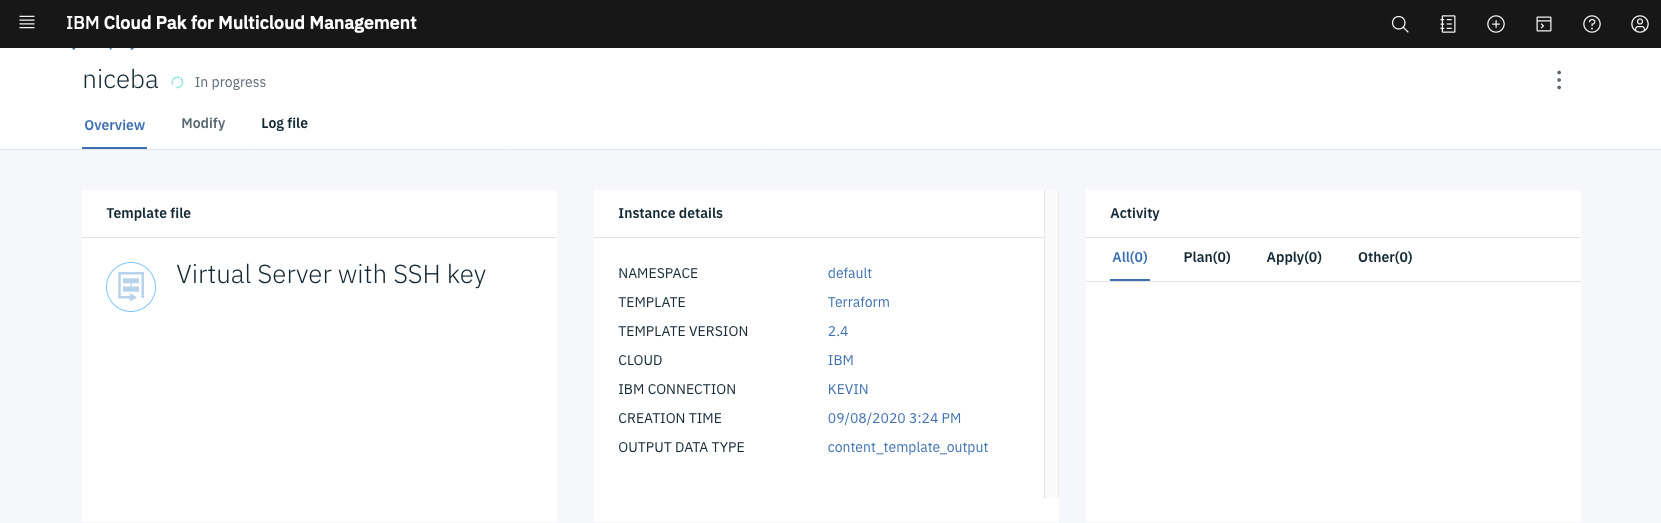 IBM Cloud Pak for Multicloud Management
niceba
In progress
Overview
Modify
Log file
Template file
Virtual Server with SSH key
Instance details
NAMESPACE default
TEMPLATE Terraform
TEMPLATE VERSION 2.4
CLOUD IBM
IBM CONNECTION KEVIN
CREATION TIME 09/08/2020 3:24 PM
OUTPUT DATA TYPE content_template_output
Activity
All(0)
Plan(0)
Apply(0)
Other(0)